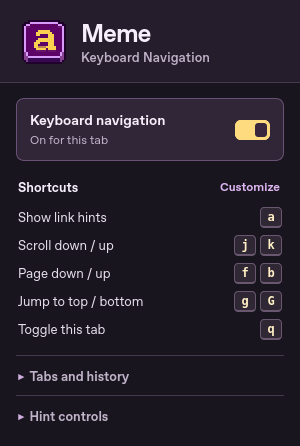 a
Meme
Keyboard Navigation
Keyboard navigation
On for this tab
Shortcuts Customize
Show link hints a
Scroll down / up j k
Page down / up f b
Jump to top / bottom g G
Toggle this tab q
▸ Tabs and history
▸ Hint controls